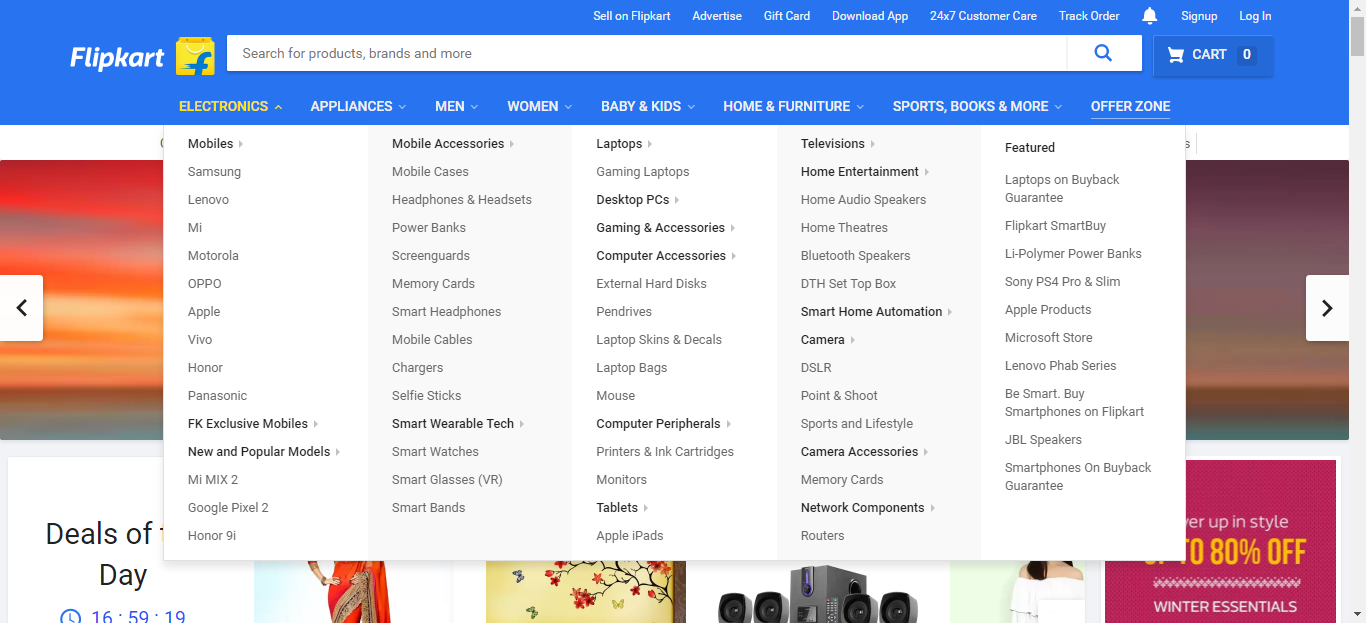 Sell on Flipkart Advertise Gift Card Download App 24x7 Customer Care Track Order Signup Log In
Flipkart
Search for products, brands and more
CART 0
ELECTRONICS APPLIANCES MEN WOMEN BABY & KIDS HOME & FURNITURE SPORTS, BOOKS & MORE OFFER ZONE
Mobiles
Samsung
Lenovo
Mi
Motorola
OPPO
Apple
Vivo
Honor
Panasonic
FK Exclusive Mobiles
New and Popular Models
Mi MIX 2
Google Pixel 2
Honor 9i
Mobile Accessories
Mobile Cases
Headphones & Headsets
Power Banks
Screenguards
Memory Cards
Smart Headphones
Mobile Cables
Chargers
Selfie Sticks
Smart Wearable Tech
Smart Watches
Smart Glasses (VR)
Smart Bands
Laptops
Gaming Laptops
Desktop PCs
Gaming & Accessories
Computer Accessories
External Hard Disks
Pendrives
Laptop Skins & Decals
Laptop Bags
Mouse
Computer Peripherals
Printers & Ink Cartridges
Monitors
Tablets
Apple iPads
Televisions
Home Entertainment
Home Audio Speakers
Home Theatres
Bluetooth Speakers
DTH Set Top Box
Smart Home Automation
Camera
DSLR
Point & Shoot
Sports and Lifestyle
Camera Accessories
Memory Cards
Network Components
Routers
Featured
Laptops on Buyback
Guarantee
Flipkart SmartBuy
Li-Polymer Power Banks
Sony PS4 Pro & Slim
Apple Products
Microsoft Store
Lenovo Phab Series
Be Smart. Buy
Smartphones on Flipkart
JBL Speakers
Smartphones On Buyback
Guarantee
Deals of
Day
16 : 59 : 19
up in style
80% OFF
WINTER ESSENTIALS